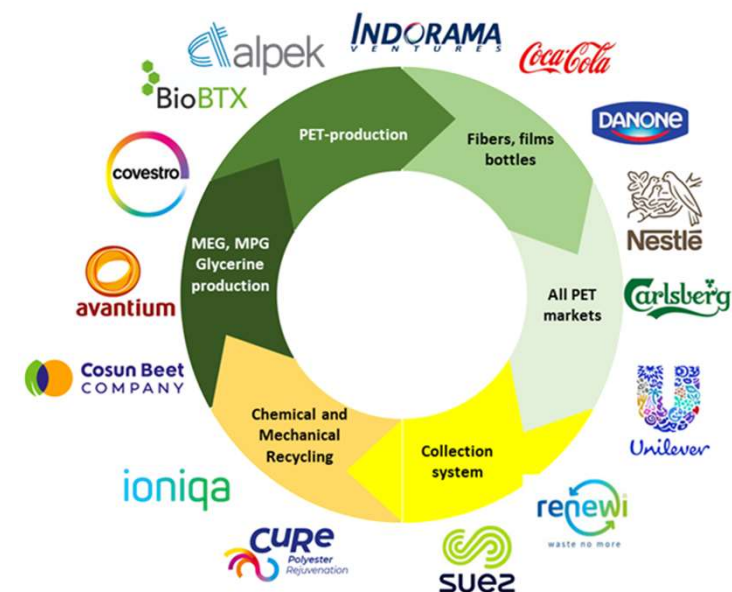 INDORAMA
VENTURES
alpek
Coca-Cola
BioBTX
DANONE
PET-production
Fibers, films
bottles
covestro
Nestlé
MEG, MPG
Glycerine
production
avantium
All PET
markets
Carlsberg
Cosun Beet
COMPANY
Unilever
Chemical and
Mechanical
Recycling
Collection
system
ioniqa
renewi
waste no more
CuRe
Polyester
Rejuvenation
suez